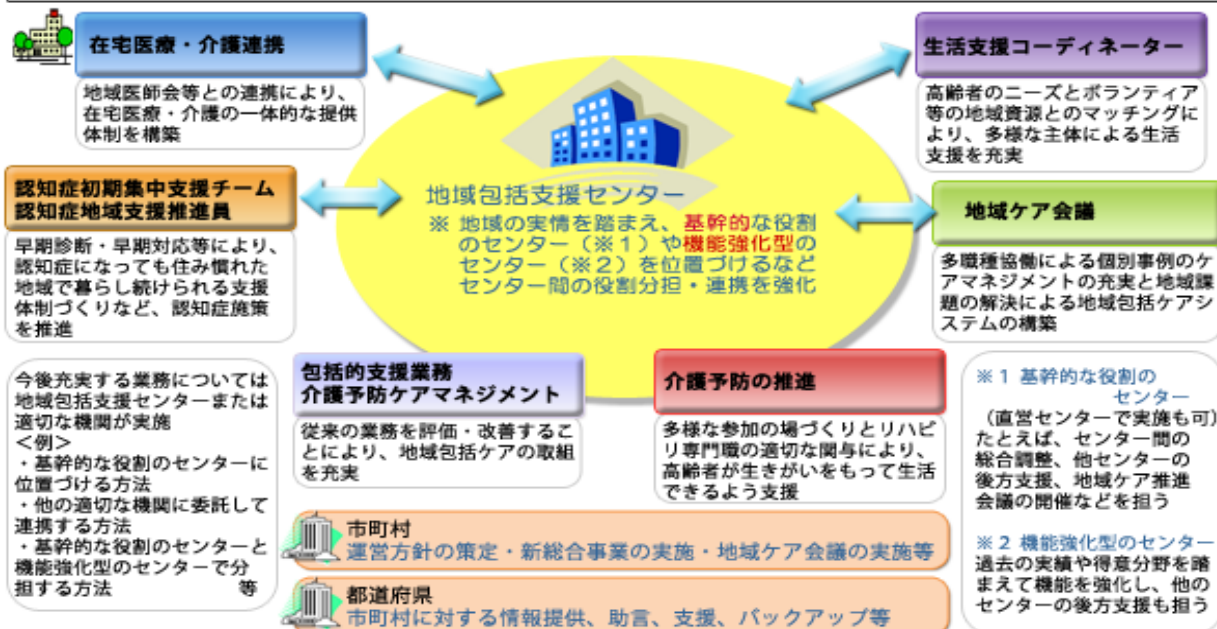 在宅医療・介護連携
地域医師会等との連携により、
在宅医療・介護の一体的な提供
体制を構築
生活支援コーディネーター
高齢者のニーズとボランティア
等の地域資源とのマッチングに
より、多様な主体による生活
支援を充実
認知症初期集中支援チーム
認知症地域支援推進員
早期診断・早期対応等により、
認知症になっても住み慣れた
地域で暮らし続けられる支援
体制づくりなど、認知症施策
を推進
地域包括支援センター
※ 地域の実情を踏まえ、基幹的な役割
のセンター（※１）や機能強化型の
センター（※２）を位置づけるなど
センター間の役割分担・連携を強化
地域ケア会議
多職種協働による個別事例のケ
アマネジメントの充実と地域課
題の解決による地域包括ケアシ
ステムの構築
今後充実する業務については
地域包括支援センターまたは
適切な機関が実施
＜例＞
・基幹的な役割のセンターに
位置づける方法
・他の適切な機関に委託して
連携する方法
・基幹的な役割のセンターと
機能強化型のセンターで分
担する方法 等
包括的支援業務
介護予防ケアマネジメント
従来の業務を評価・改善するこ
とにより、地域包括ケアの取組
を充実
介護予防の推進
多様な参加の場づくりとリハビ
リ専門職の適切な関与により、
高齢者が生きがいをもって生活
できるよう支援
※１ 基幹的な役割の
センター
（直営センターで実施も可）
たとえば、センター間の
総合調整、他センターの
後方支援、地域ケア推進
会議の開催などを担う
※２ 機能強化型のセンター
過去の実績や得意分野を踏
まえて機能を強化し、他の
センターの後方支援も担う
市町村
運営方針の策定・新総合事業の実施・地域ケア会議の実施等
都道府県
市町村に対する情報提供、助言、支援、バックアップ等